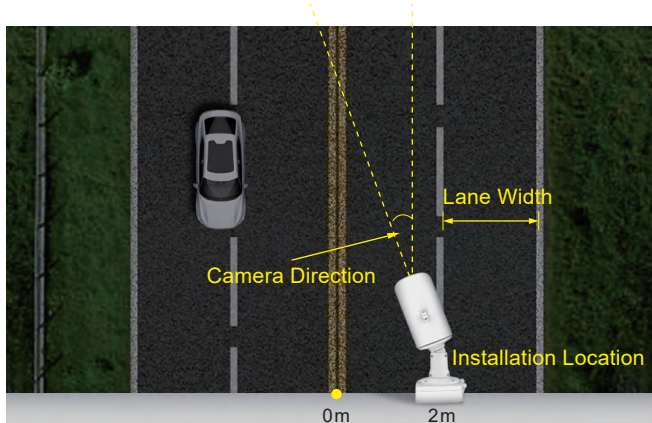 Lane Width
Camera Direction
Installation Location
0m
2m